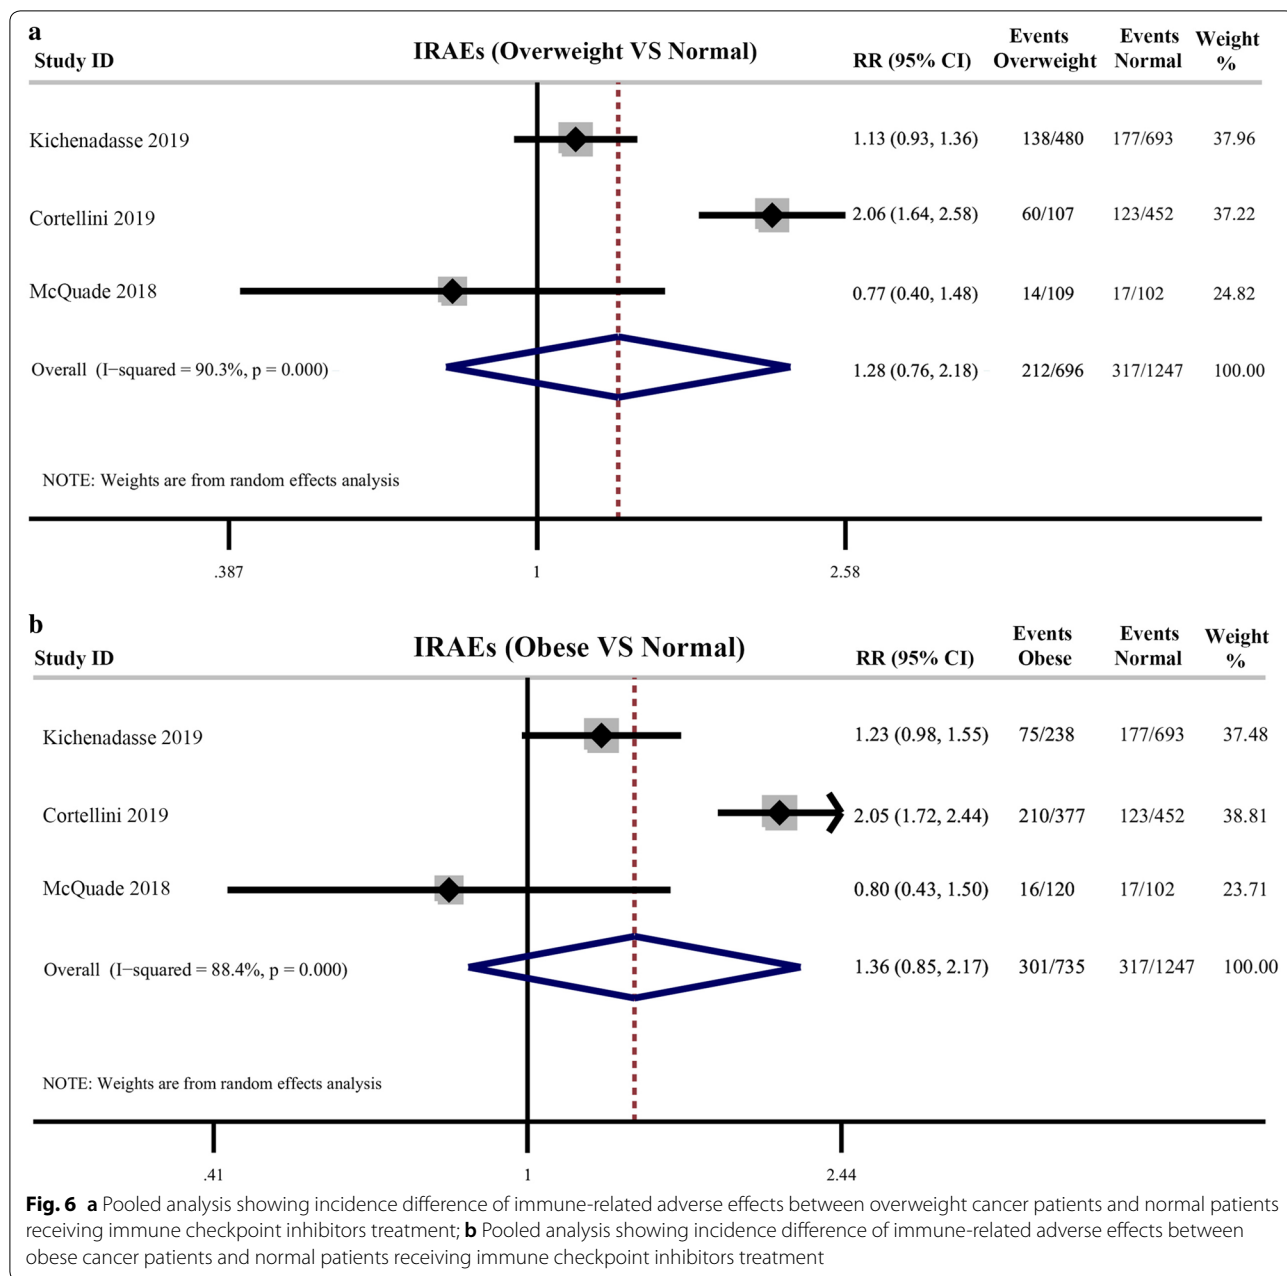 a
Study ID
IRAEs (Overweight VS Normal)
RR (95% CI)
Events Overweight
Events Normal
Weight %
Kichenadasse 2019 1.13 (0.93, 1.36) 138/480 177/693 37.96
Cortellini 2019 2.06 (1.64, 2.58) 60/107 123/452 37.22
McQuade 2018 0.77 (0.40, 1.48) 14/109 17/102 24.82
Overall (I−squared = 90.3%, p = 0.000) 1.28 (0.76, 2.18) 212/696 317/1247 100.00
NOTE: Weights are from random effects analysis
.387 1 2.58
b
Study ID
IRAEs (Obese VS Normal)
RR (95% CI)
Events Obese
Events Normal
Weight %
Kichenadasse 2019 1.23 (0.98, 1.55) 75/238 177/693 37.48
Cortellini 2019 2.05 (1.72, 2.44) 210/377 123/452 38.81
McQuade 2018 0.80 (0.43, 1.50) 16/120 17/102 23.71
Overall (I−squared = 88.4%, p = 0.000) 1.36 (0.85, 2.17) 301/735 317/1247 100.00
NOTE: Weights are from random effects analysis
.41 1 2.44
Fig. 6 a Pooled analysis showing incidence difference of immune-related adverse effects between overweight cancer patients and normal patients
receiving immune checkpoint inhibitors treatment; b Pooled analysis showing incidence difference of immune-related adverse effects between
obese cancer patients and normal patients receiving immune checkpoint inhibitors treatment